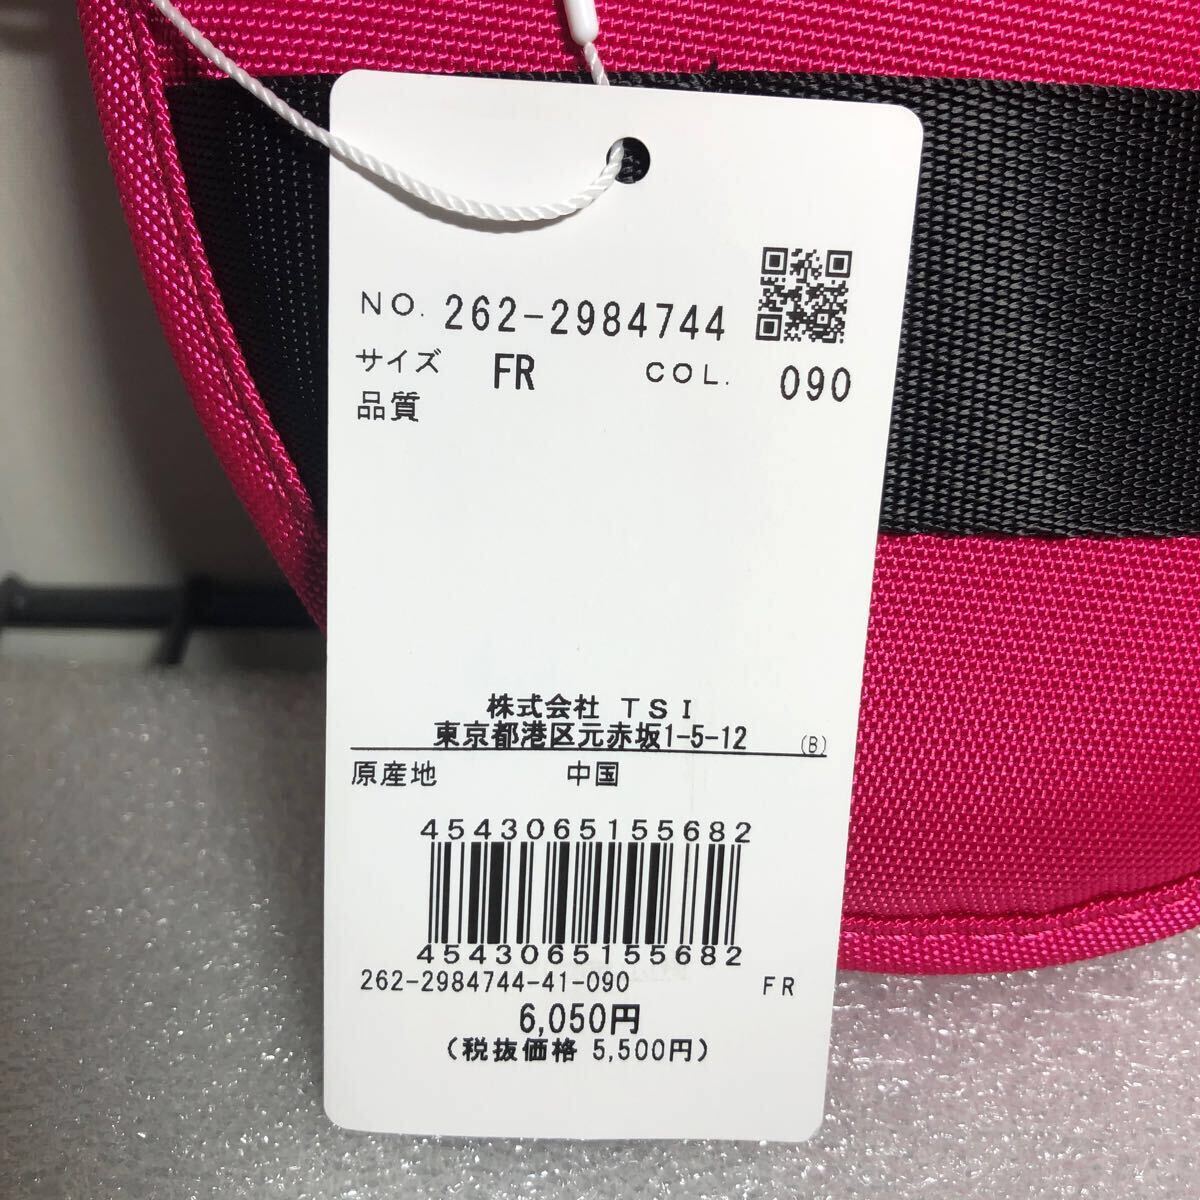 NO. 262-2984744
サイズ FR COL. 090
品質
株式会社 TSI
東京都港区元赤坂1-5-12 (B)
原産地 中国
4543065155682
4543065155682
262-2984744-41-090 FR
6,050円
(税抜価格 5,500円)